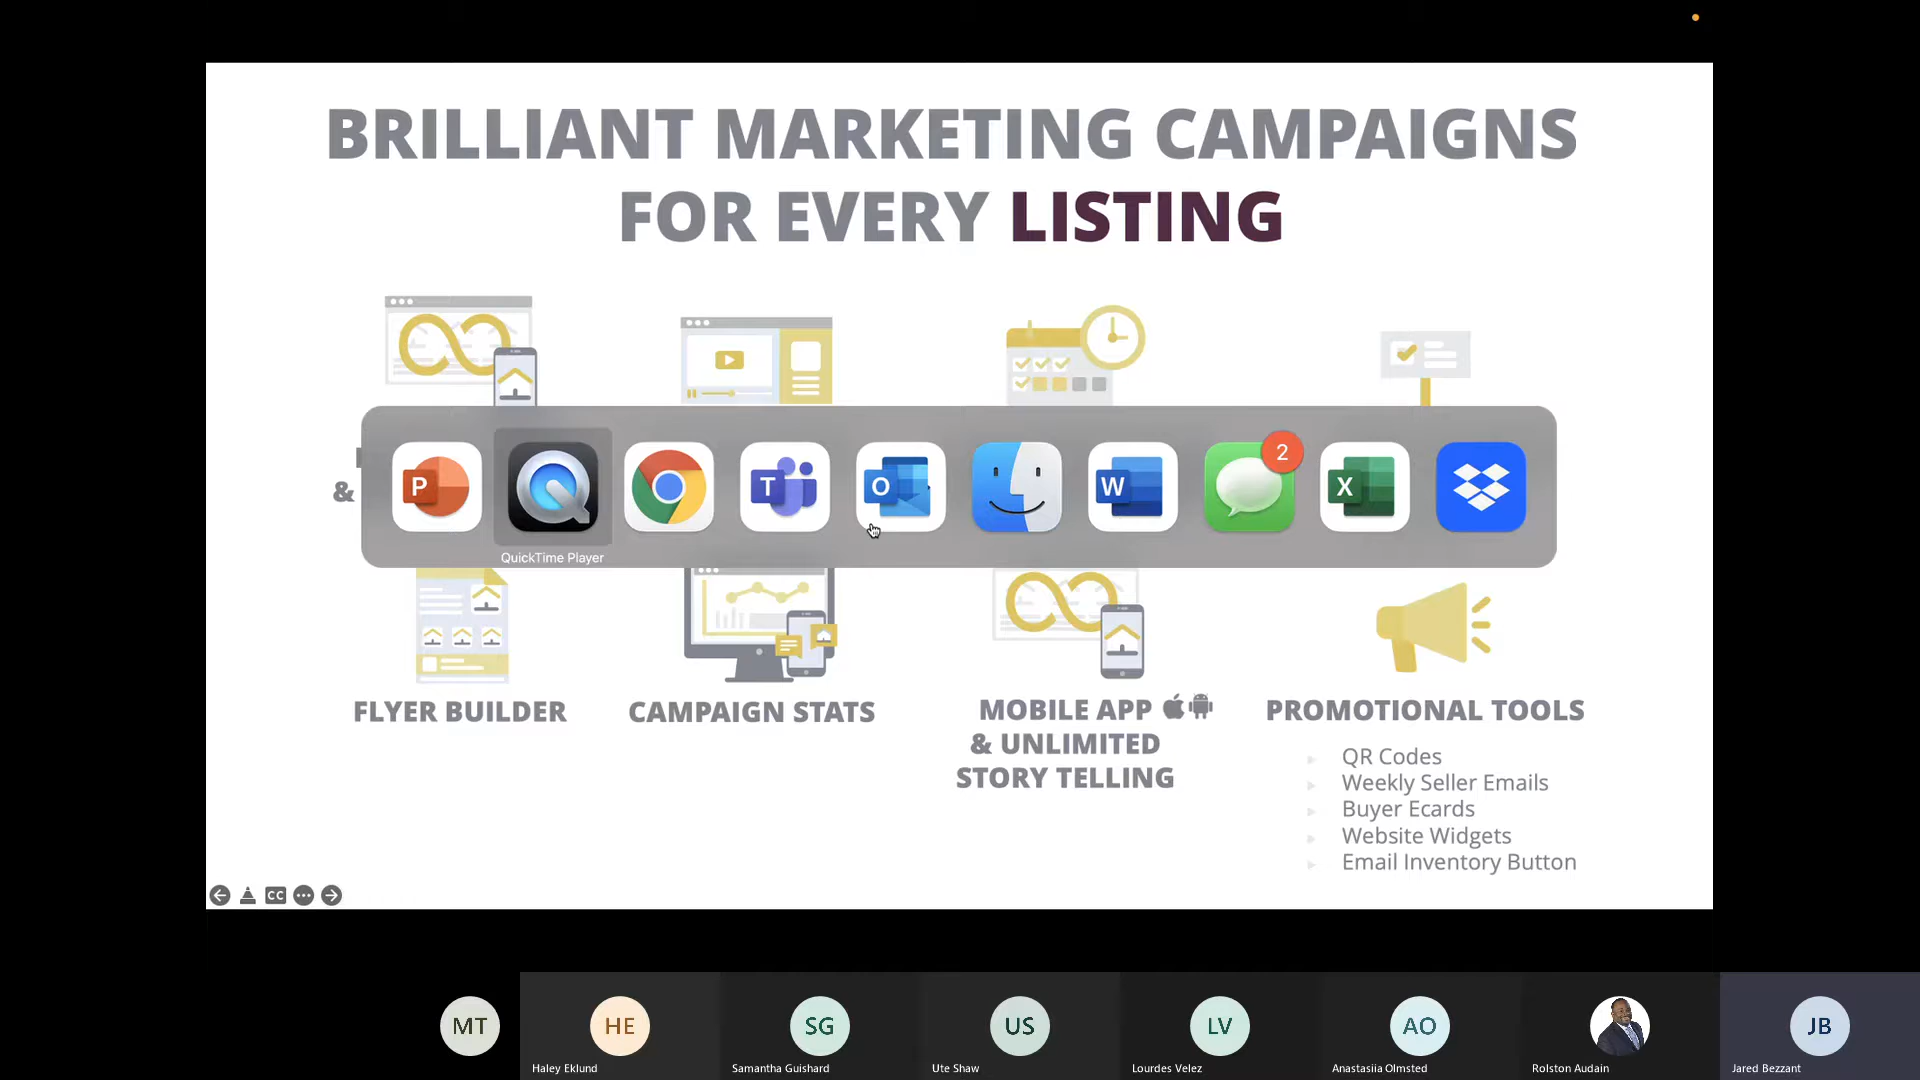 BRILLIANT MARKETING CAMPAIGNS
FOR EVERY LISTING
&
P
T
O
W
2
X
QuickTime Player
FLYER BUILDER
CAMPAIGN STATS
MOBILE APP
& UNLIMITED
STORY TELLING
PROMOTIONAL TOOLS
QR Codes
Weekly Seller Emails
Buyer Ecards
Website Widgets
Email Inventory Button
CC
MT
HE
SG
US
LV
AO
JB
Haley Eklund
Samantha Guishard
Ute Shaw
Lourdes Velez
Anastasiia Olmsted
Rolston Audain
Jared Bezzant